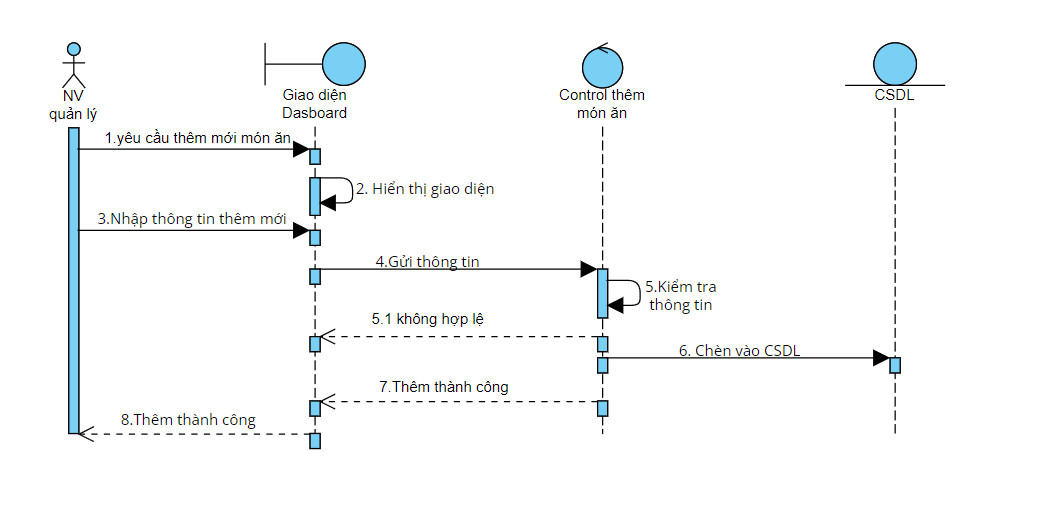 NV
quản lý
Giao diện
Dasboard
Control thêm
món ăn
CSDL
1.yêu cầu thêm mới món ăn
2. Hiển thị giao diện
3.Nhập thông tin thêm mới
4.Gửi thông tin
5.Kiểm tra
thông tin
5.1 không hợp lệ
6. Chèn vào CSDL
7.Thêm thành công
8.Thêm thành công